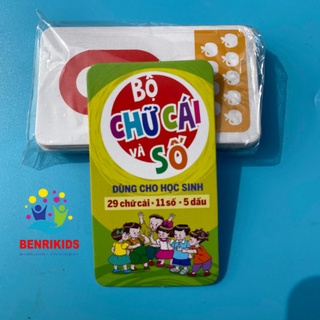 BỘ
CHỮ CÁI
VÀ
SỐ
DÙNG CHO HỌC SINH
29 chữ cái - 11 số - 5 dấu
BENRIKIDS